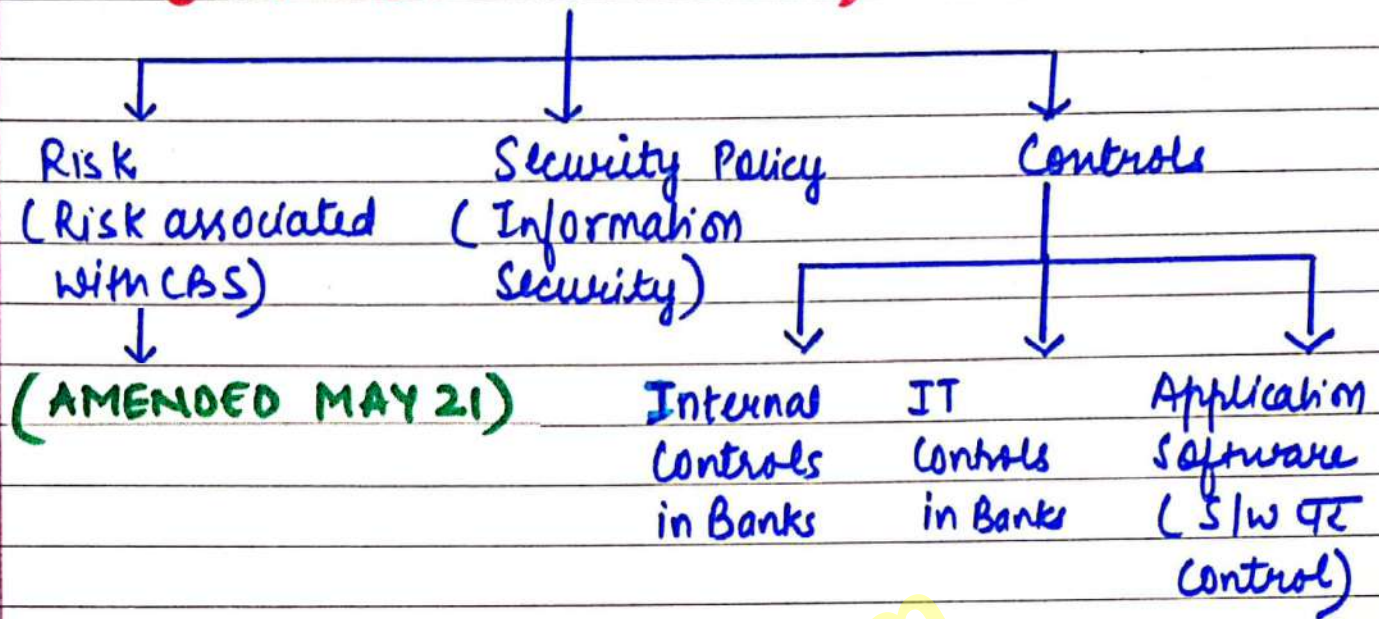 Risk
(Risk associated
with CBS)
Security Policy
(Information
Security)
Controls
(AMENDED MAY 21)
Internal
Controls
in Banks
IT
Controls
in Banks
Application
Software
(S/W पर
Control)